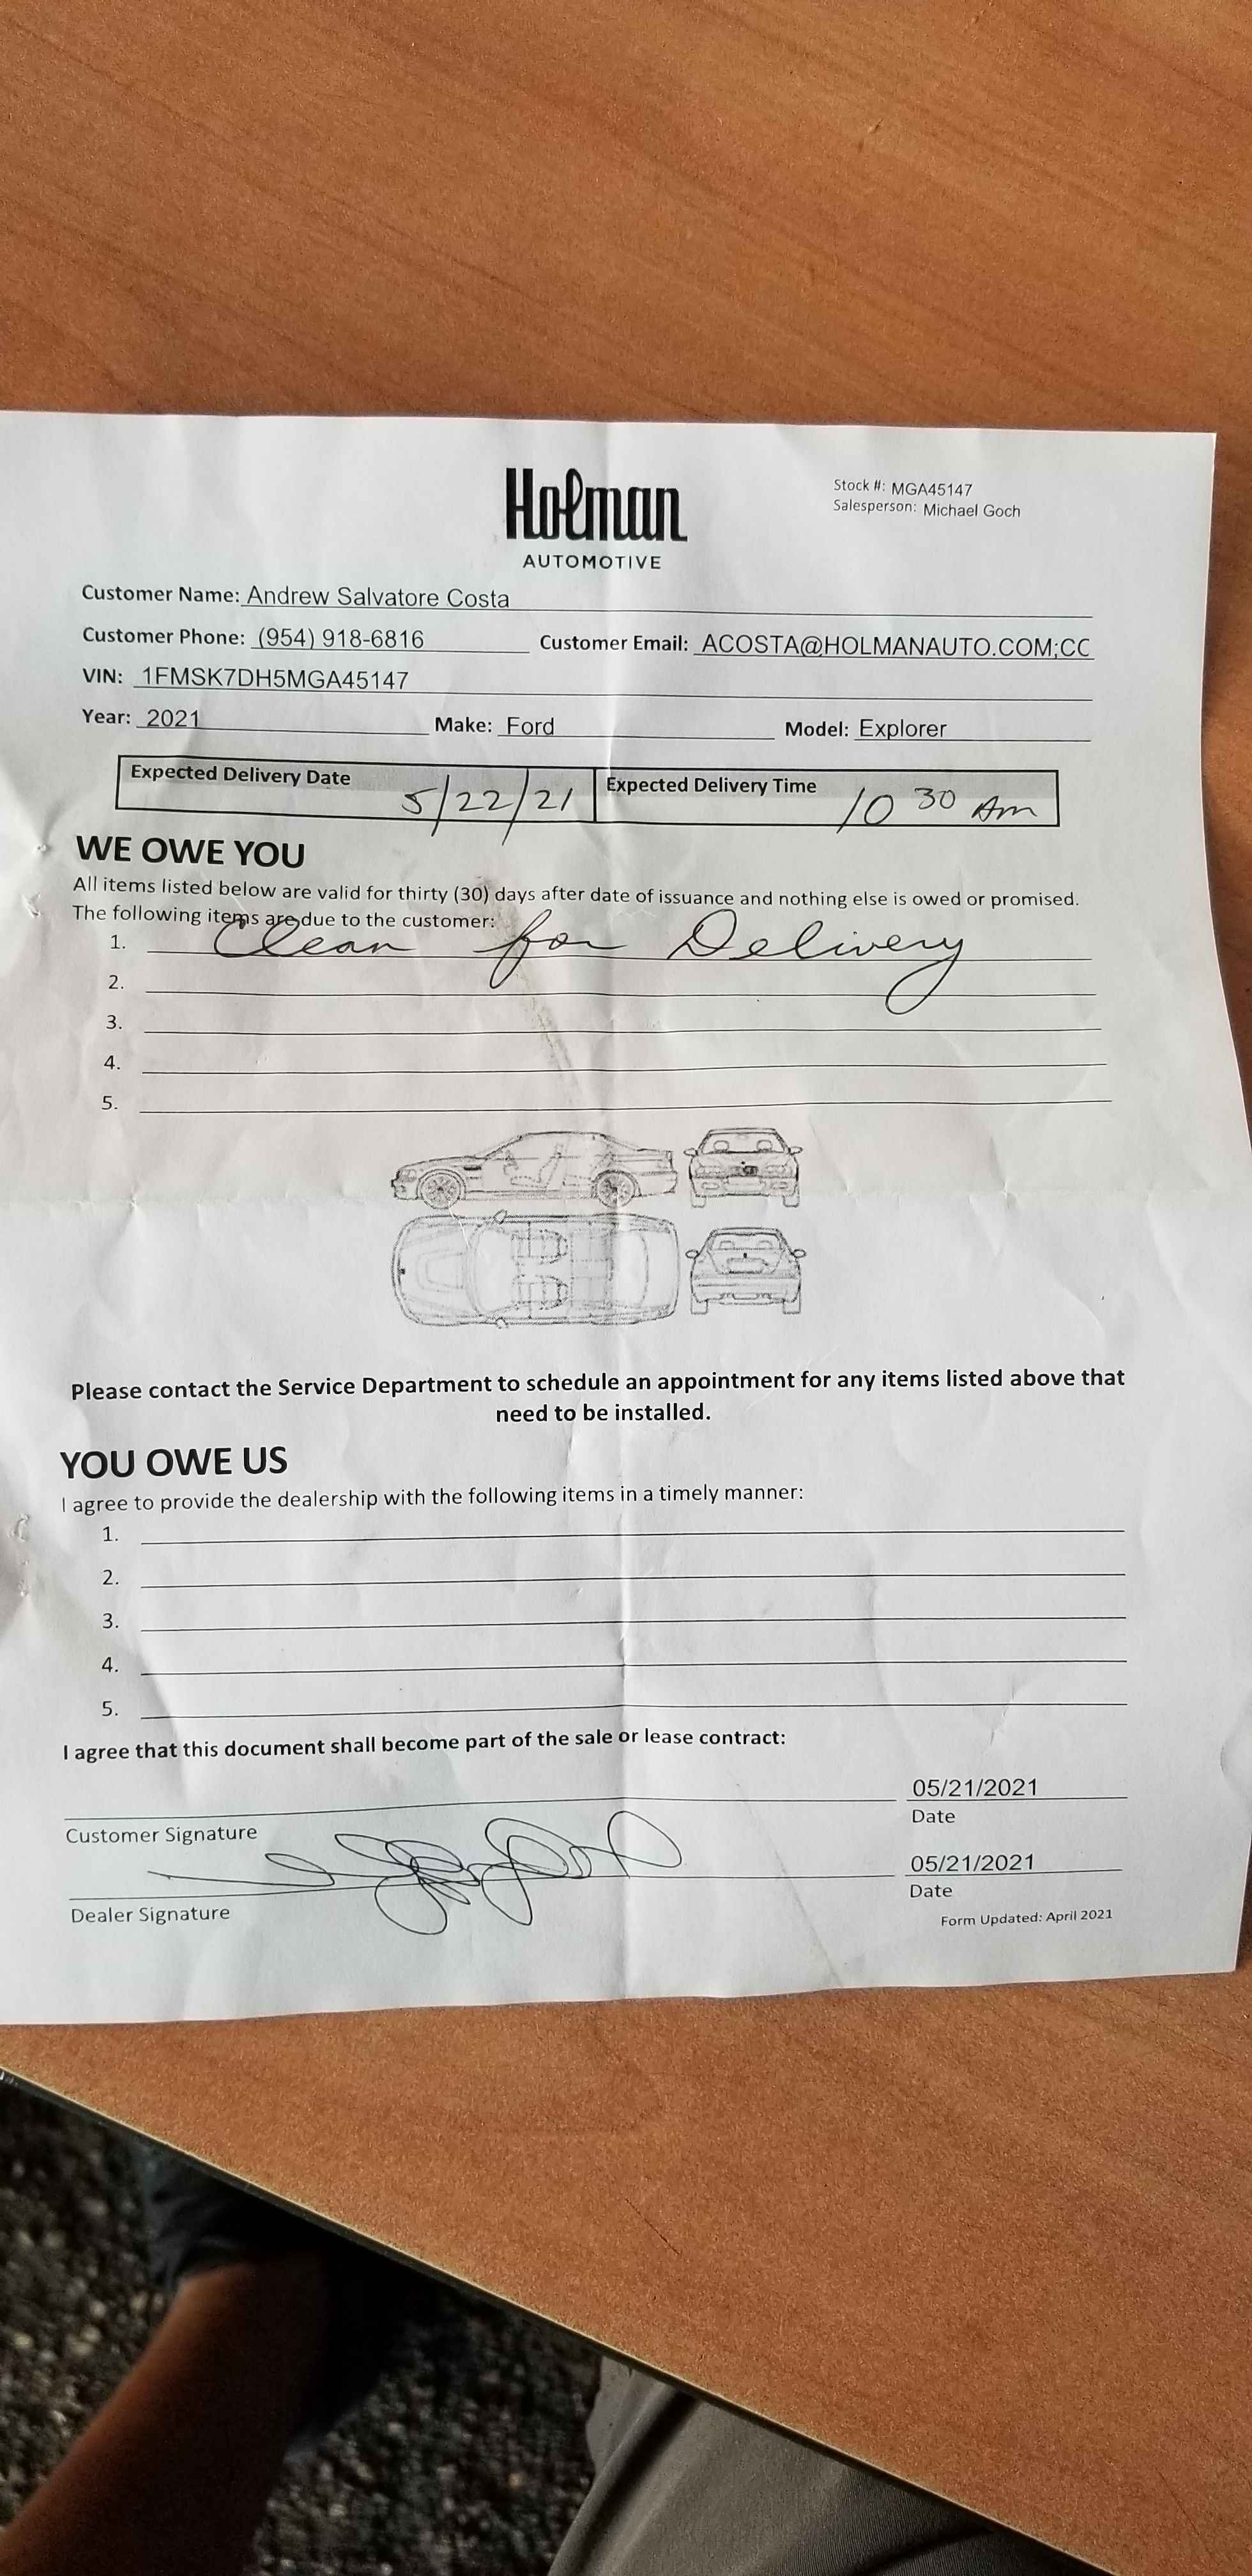 Holman
AUTOMOTIVE
Stock #: MGA45147
Salesperson: Michael Goch
Customer Name: Andrew Salvatore Costa
Customer Phone: (954) 918-6816 Customer Email: ACOSTA@HOLMANAUTO.COM;CC
VIN: 1FMSK7DH5MGA45147
Year: 2021 Make: Ford Model: Explorer
Expected Delivery Date 5/22/21 Expected Delivery Time 10 30 Am
WE OWE YOU
All items listed below are valid for thirty (30) days after date of issuance and nothing else is owed or promised.
The following items are due to the customer:
1. Clean for Delivery
2.
3.
4.
5.
Please contact the Service Department to schedule an appointment for any items listed above that
need to be installed.
YOU OWE US
I agree to provide the dealership with the following items in a timely manner:
1.
2.
3.
4.
5.
I agree that this document shall become part of the sale or lease contract:
05/21/2021
Customer Signature Date
05/21/2021
Dealer Signature Date
Form Updated: April 2021